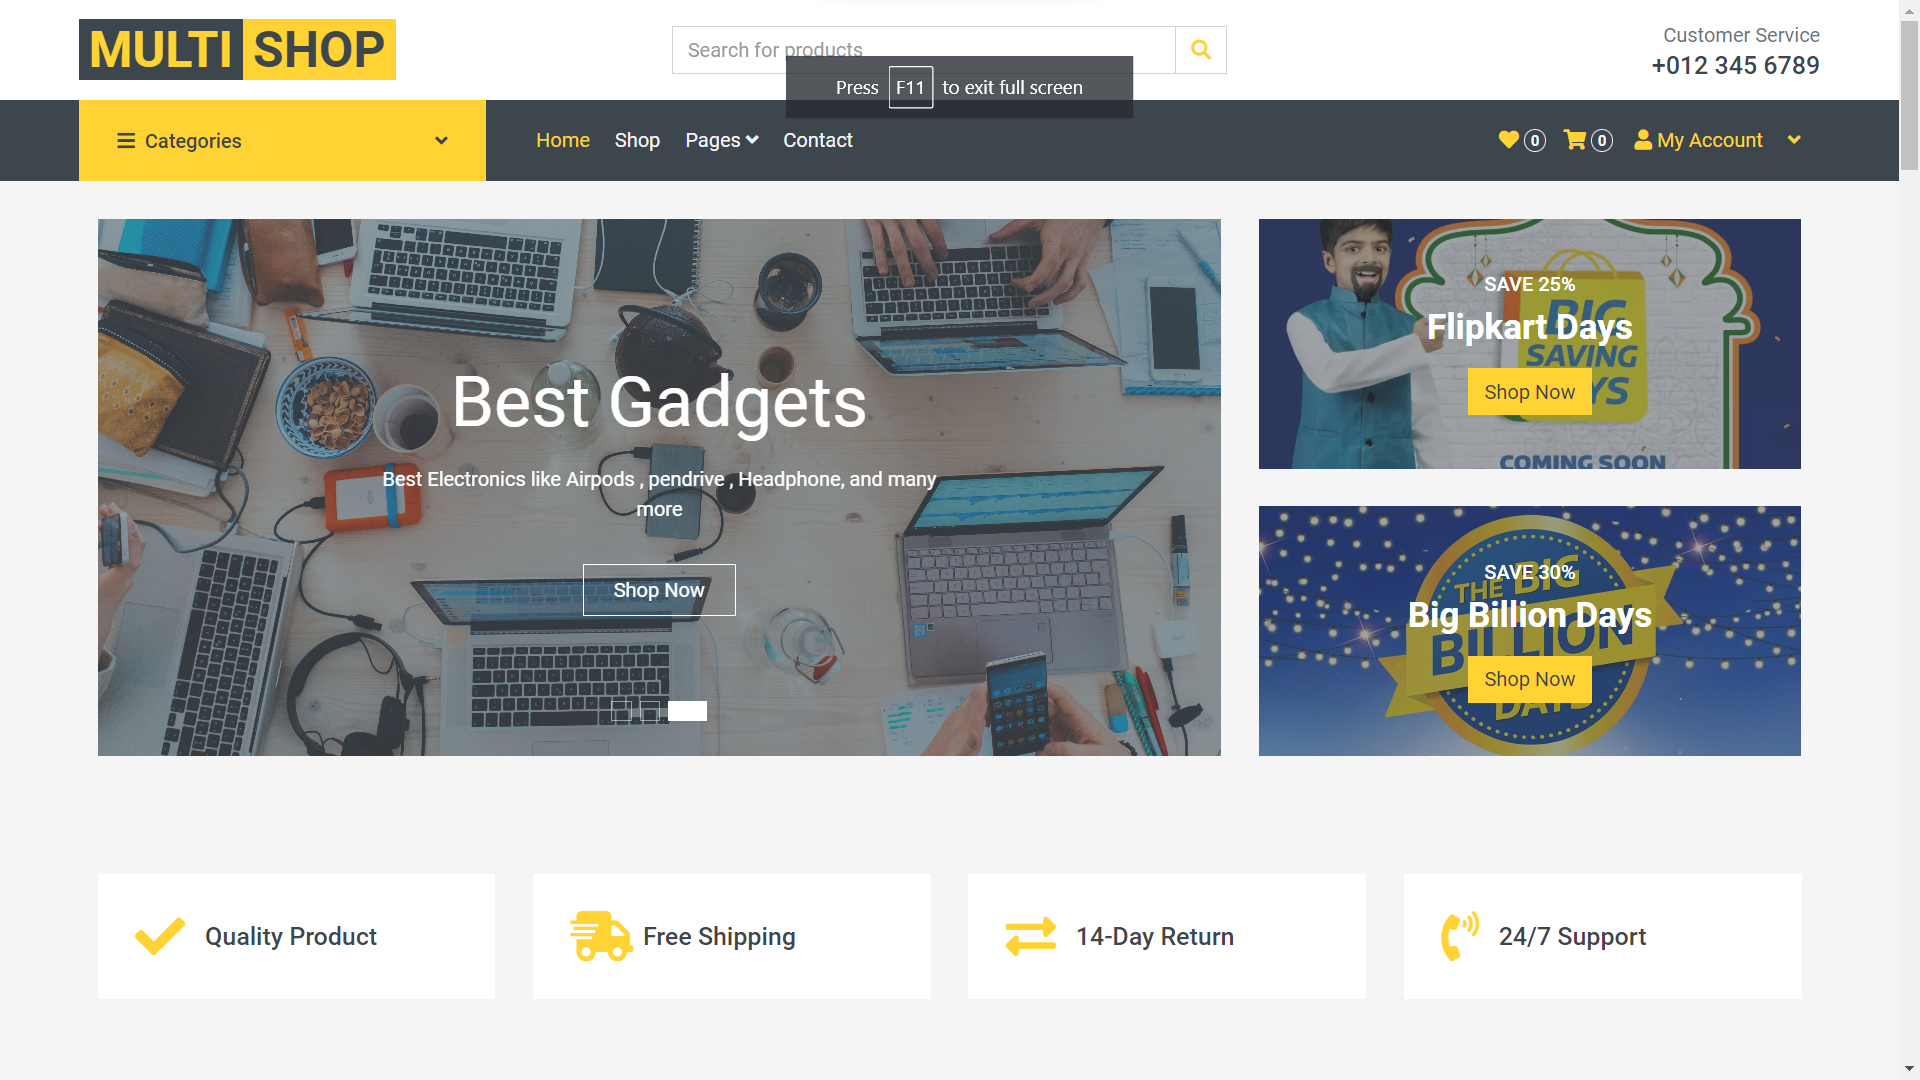 MULTI SHOP
Search for products
Customer Service
+012 345 6789
Press F11 to exit full screen
Categories
Home
Shop
Pages
Contact
0
0
My Account
Best Gadgets
Best Electronics like Airpods , pendrive , Headphone, and many
more
Shop Now
SAVE 25%
Flipkart Days
Shop Now
BIG
SAVING
COMING SOON
SAVE 30%
Big Billion Days
Shop Now
THE BIG
BILLION
DAYS
Quality Product
Free Shipping
14-Day Return
24/7 Support